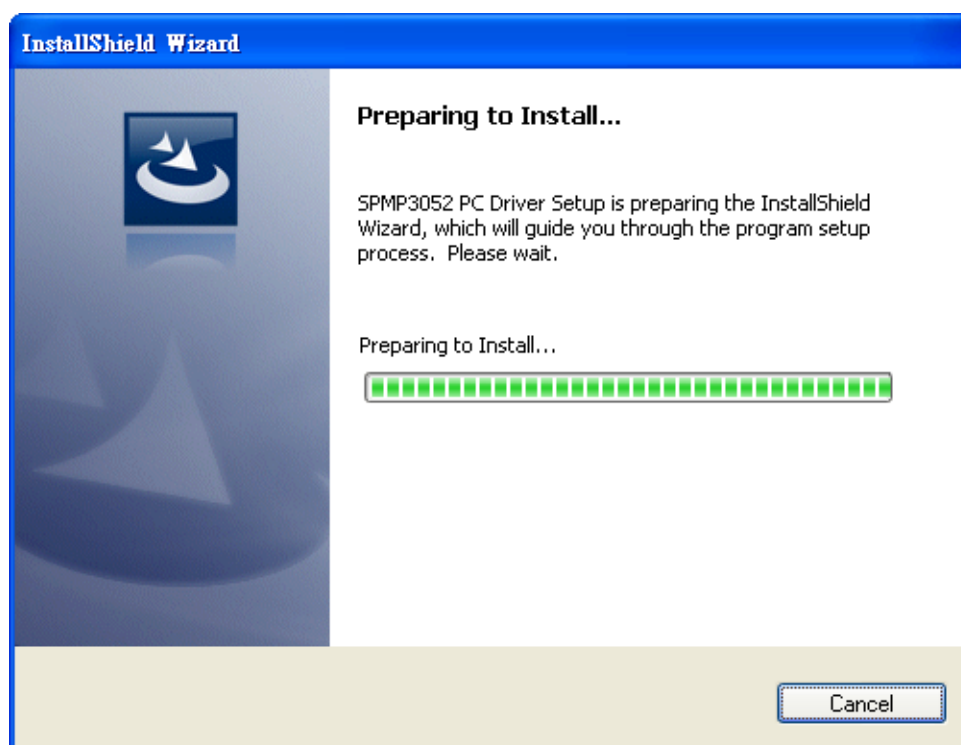 InstallShield Wizard
Preparing to Install...
SPMP3052 PC Driver Setup is preparing the InstallShield
Wizard, which will guide you through the program setup
process.  Please wait.
Preparing to Install...
Cancel